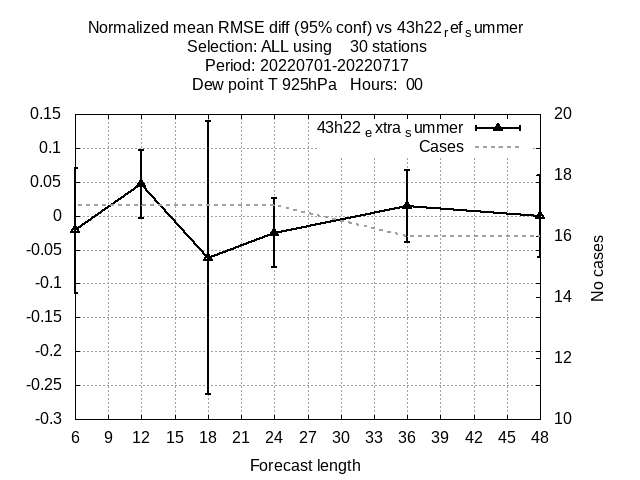 Normalized mean RMSE diff (95% conf) vs 43h22refsummer
Selection: ALL using 30 stations
Period: 20220701-20220717
Dew point T 925hPa Hours: 00
43h22extrasummer
Cases
0.15
0.1
0.05
0
-0.05
-0.1
-0.15
-0.2
-0.25
-0.3
20
18
16
14
12
10
No cases
6 9 12 15 18 21 24 27 30 33 36 39 42 45 48
Forecast length